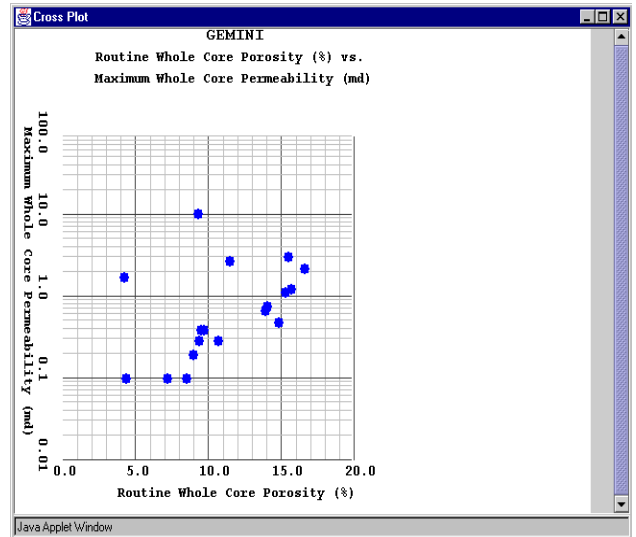 Cross Plot
GEMINI
Routine Whole Core Porosity (%) vs.
Maximum Whole Core Permeability (md)
100.0
10.0
1.0
0.1
0.01
Maximum Whole Core Permeability (md)
0.0 5.0 10.0 15.0 20.0
Routine Whole Core Porosity (%)
Java Applet Window